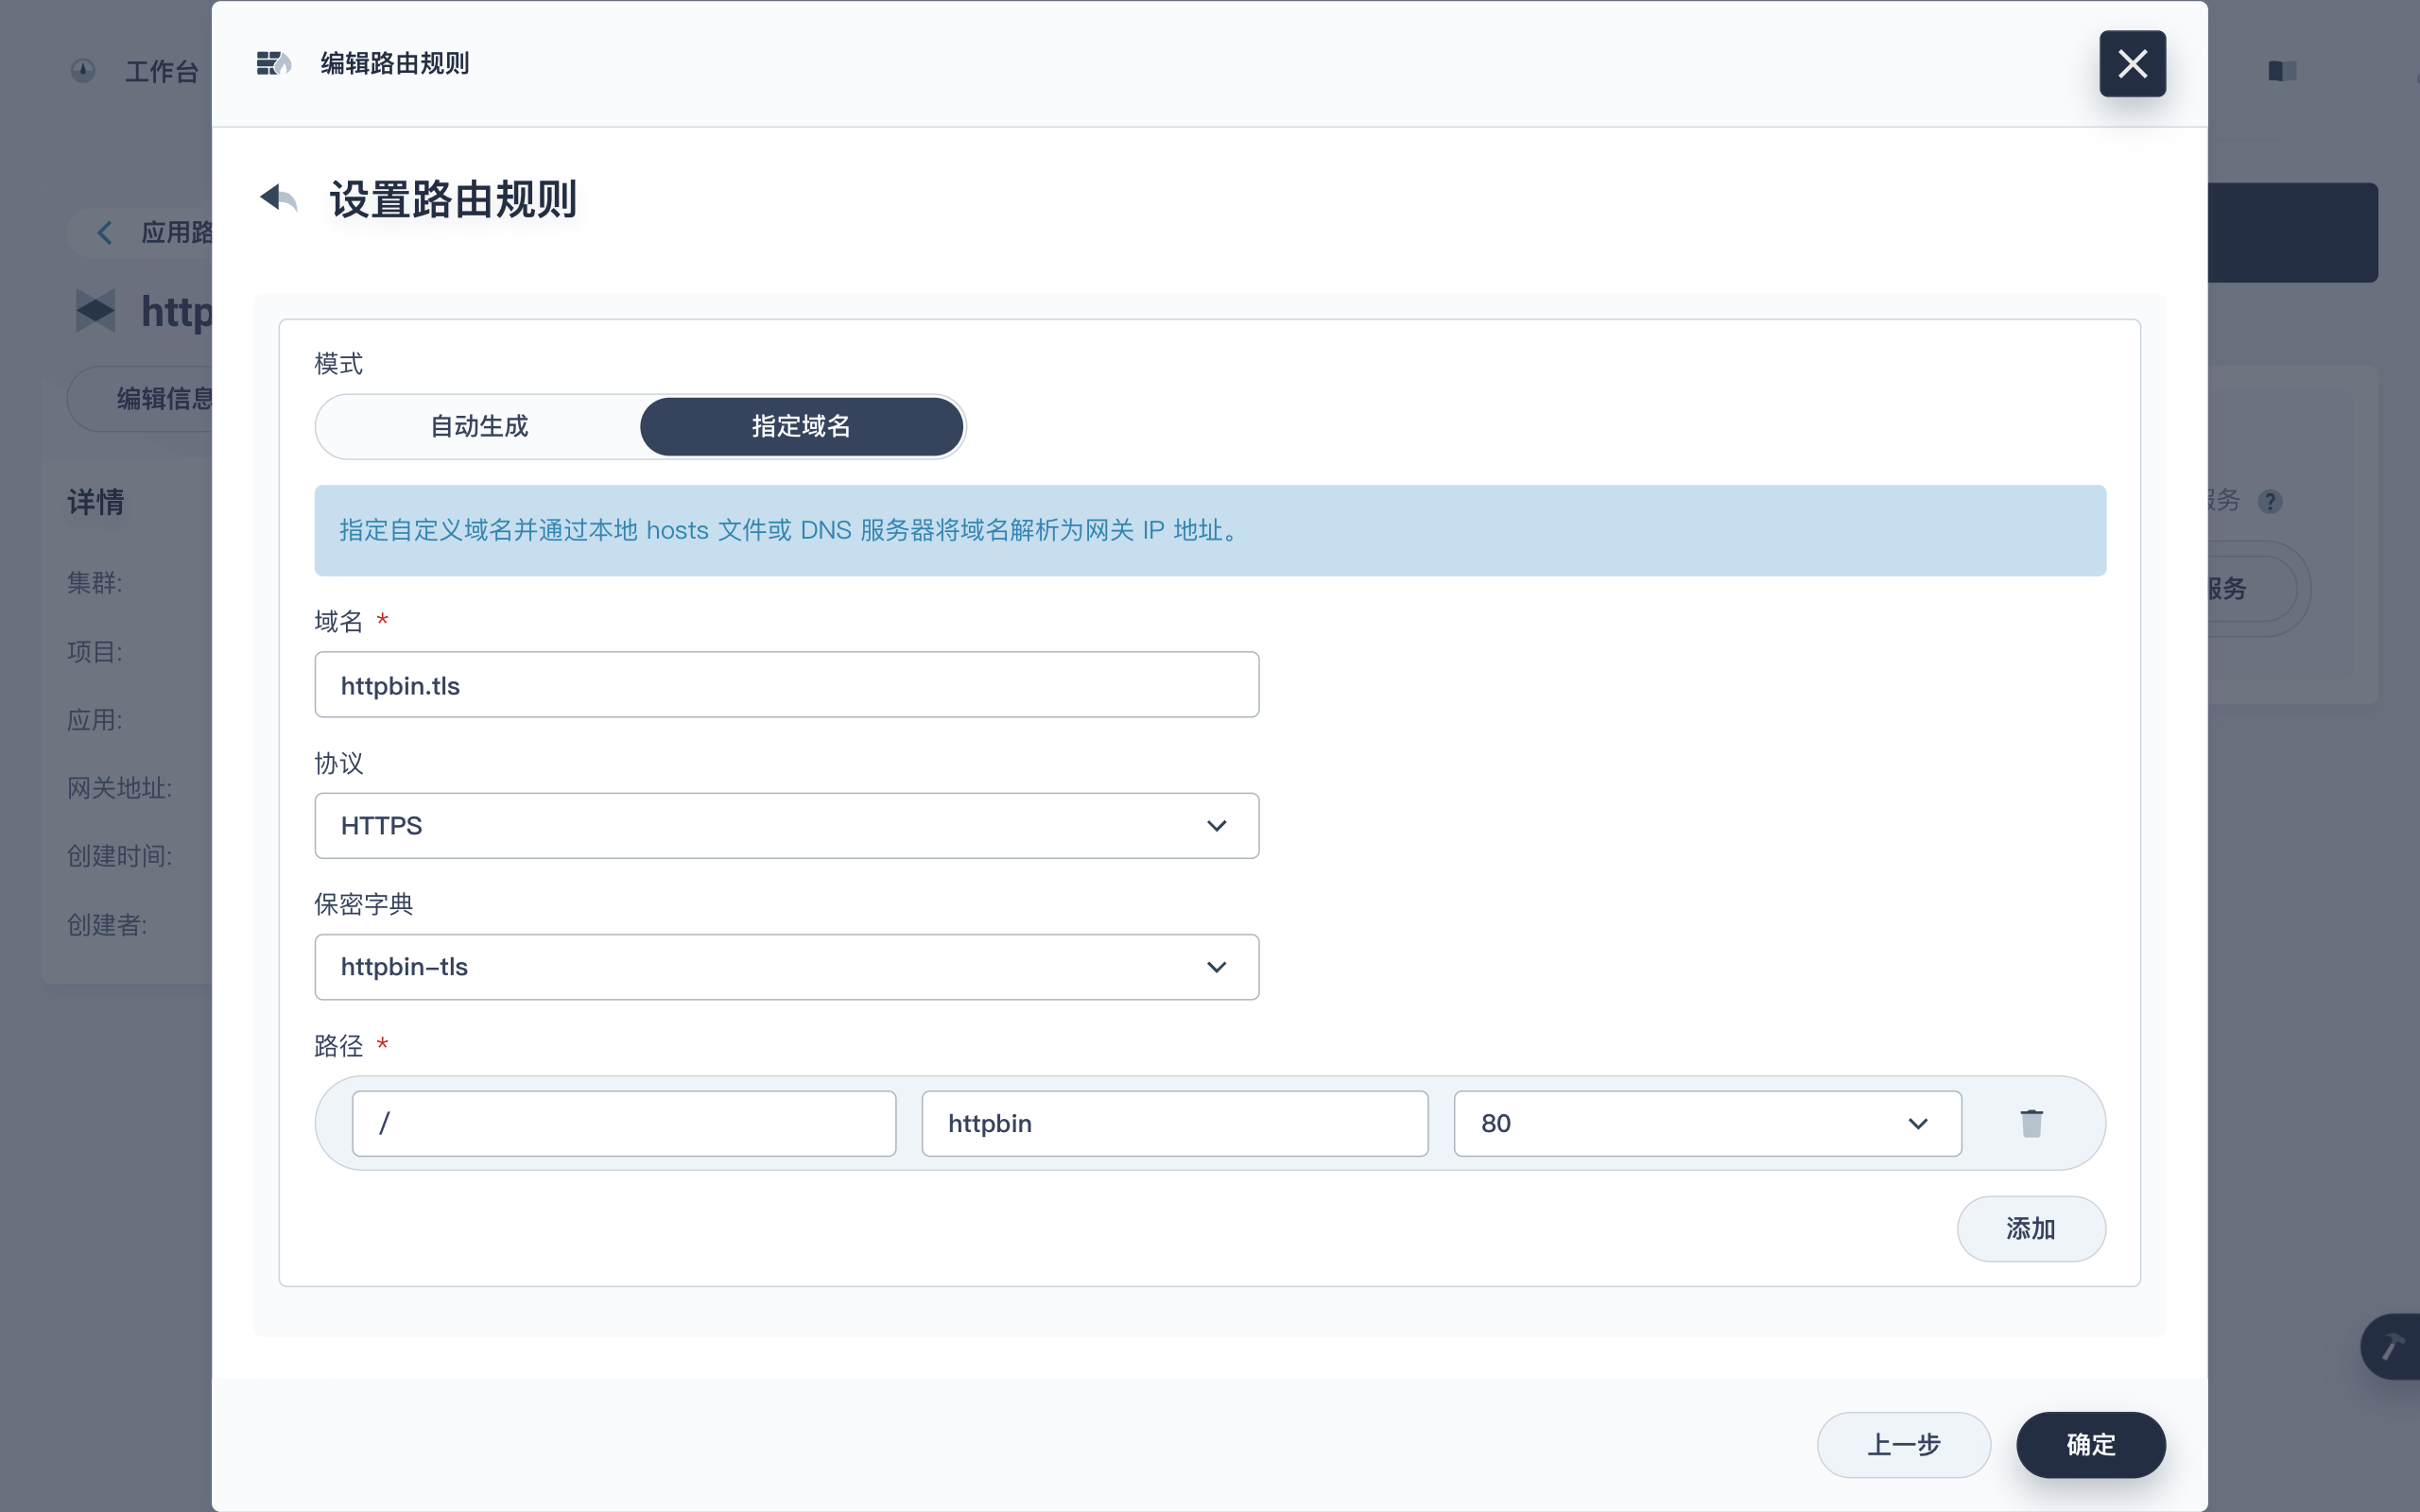 工作台
编辑路由规则
应用路
设置路由规则
http
编辑信息
详情
集群:
项目:
应用:
网关地址:
创建时间:
创建者:
模式
自动生成 指定域名
指定自定义域名并通过本地 hosts 文件或 DNS 服务器将域名解析为网关 IP 地址。
域名 *
httpbin.tls
协议
HTTPS
保密字典
httpbin-tls
路径 *
/ httpbin 80
添加
服务 ?
服务
上一步 确定